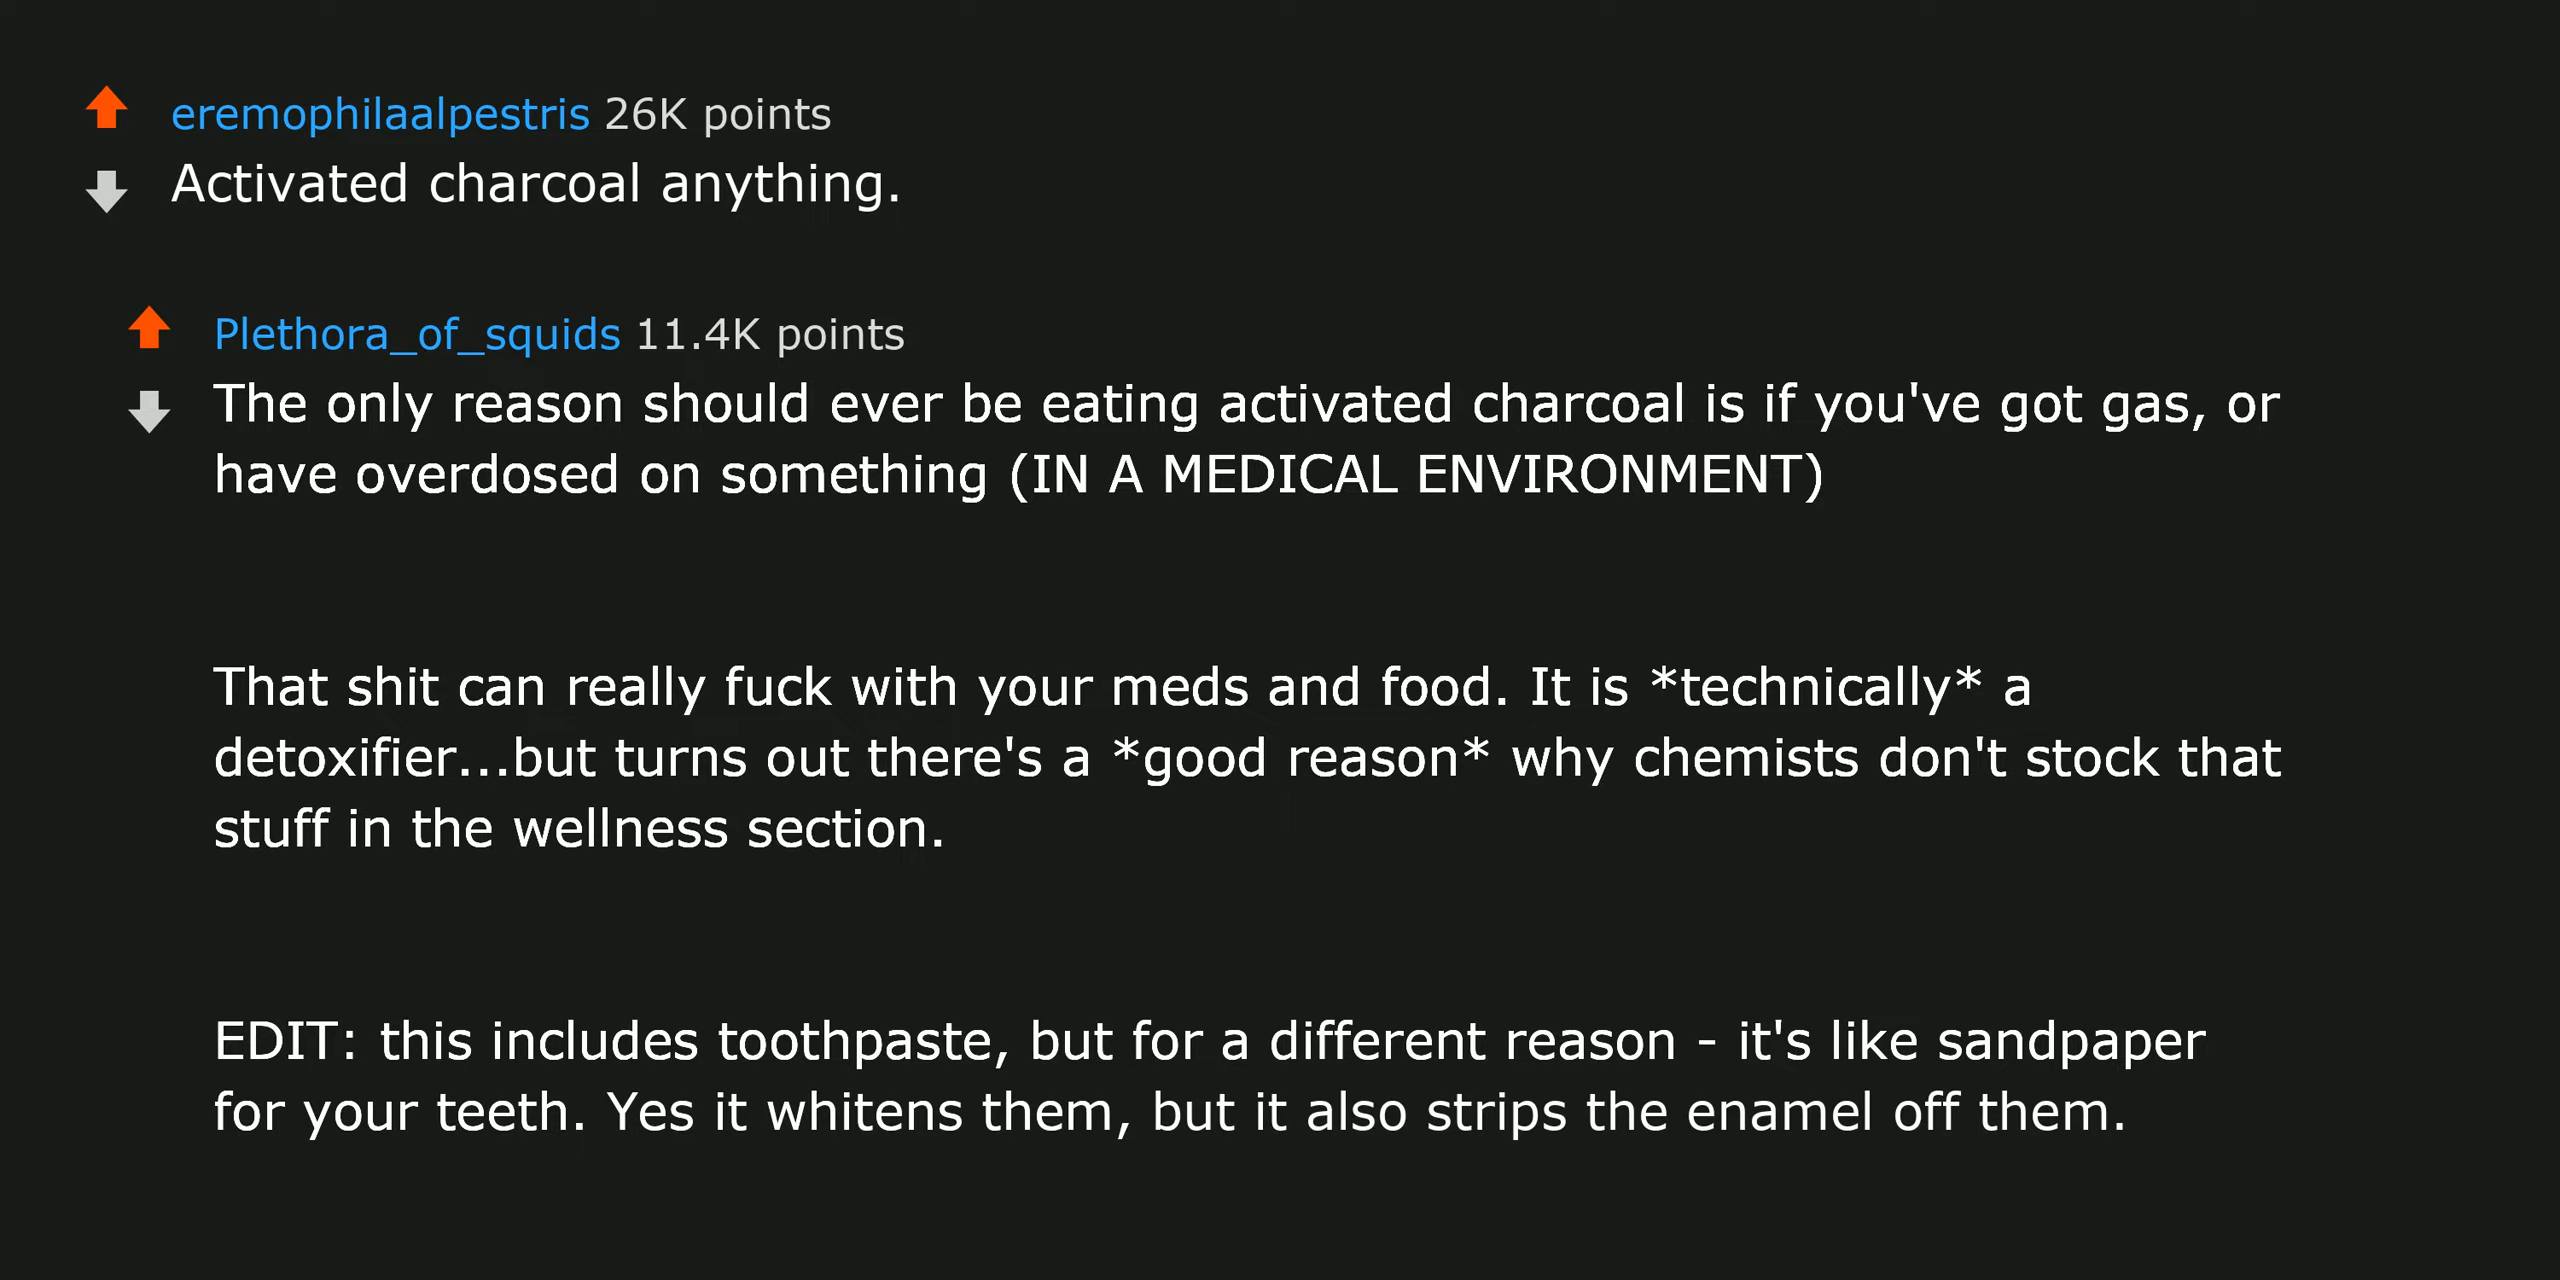 eremophilaalpestris 26K points
Activated charcoal anything.
Plethora_of_squids 11.4K points
The only reason should ever be eating activated charcoal is if you've got gas, or
have overdosed on something (IN A MEDICAL ENVIRONMENT)
That shit can really fuck with your meds and food. It is *technically* a
detoxifier...but turns out there's a *good reason* why chemists don't stock that
stuff in the wellness section.
EDIT: this includes toothpaste, but for a different reason - it's like sandpaper
for your teeth. Yes it whitens them, but it also strips the enamel off them.